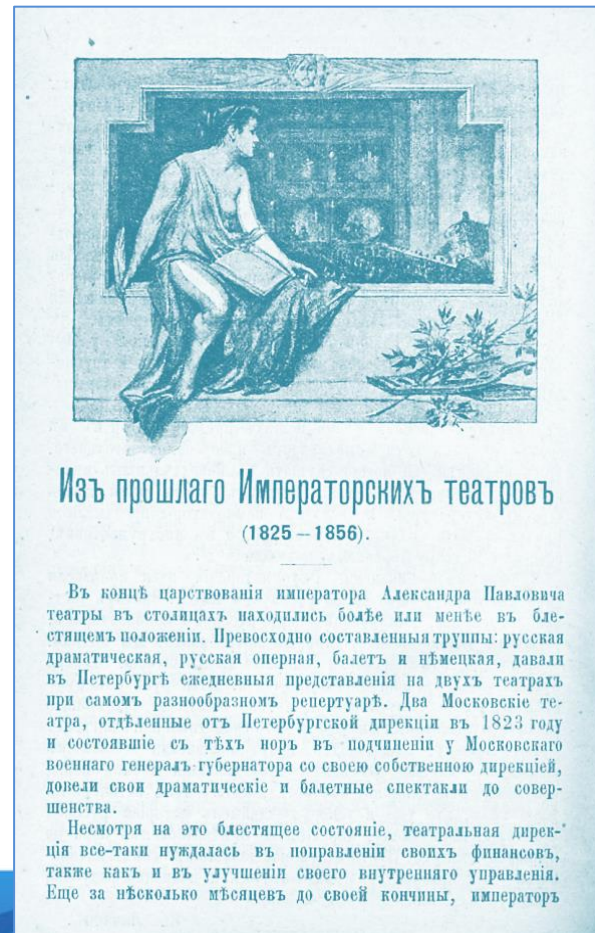 Изъ прошлаго Императорскихъ театровъ
(1825 – 1856).
Въ концѣ царствованія императора Александра Павловича
театры въ столицахъ находились болѣе или менѣе въ бле-
стящемъ положеніи. Превосходно составленныя труппы: русская
драматическая, русская оперная, балетъ и нѣмецкая, давали
въ Петербургѣ ежедневныя представленія на двухъ театрахъ
при самомъ разнообразномъ репертуарѣ. Два Московскіе те-
атра, отдѣленные отъ Петербургской дирекціи въ 1823 году
и состоявшіе съ тѣхъ поръ въ подчиненіи у Московскаго
военнаго генералъ-губернатора со своею собственною дирекціей,
довели свои драматическіе и балетные спектакли до совер-
шенства.
Несмотря на это блестящее состояніе, театральная дирек-
ція все-таки нуждалась въ поправленіи своихъ финансовъ,
также какъ и въ улучшеніи своего внутренняго управленія.
Еще за нѣсколько мѣсяцевъ до своей кончины, императоръ